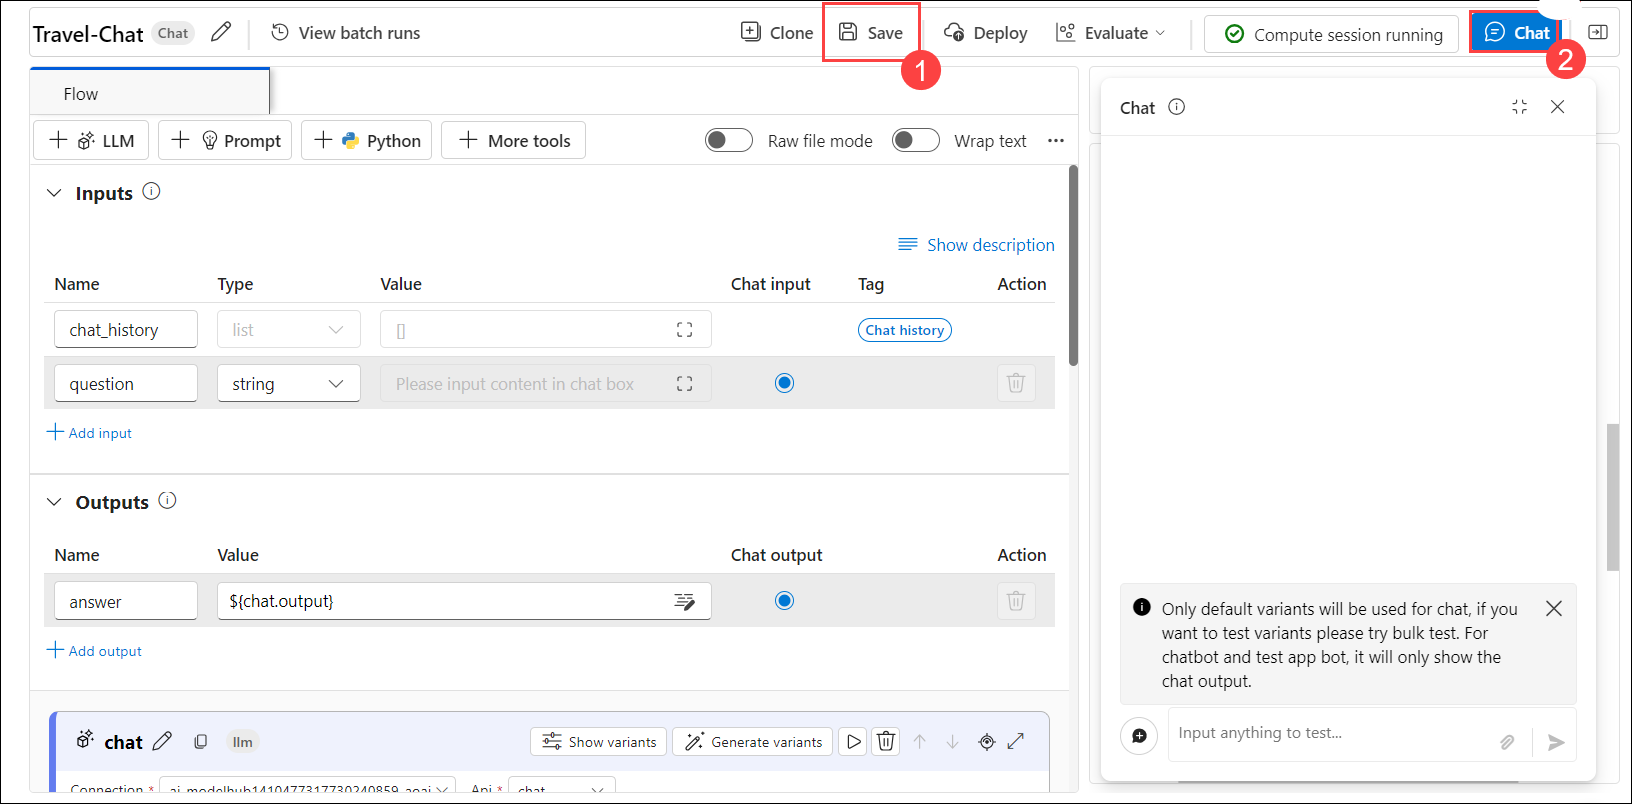 Travel-Chat Chat View batch runs Clone Save Deploy Evaluate Compute session running Chat
1 2
Flow
LLM Prompt Python More tools Raw file mode Wrap text
Inputs
Show description
Name Type Value Chat input Tag Action
chat_history list [] Chat history
question string Please input content in chat box
Add input
Outputs
Name Value Chat output Action
answer ${chat.output}
Add output
chat llm Show variants Generate variants
Connection * ai_modelhub1410477317730240859_aoai Api * chat
Chat
Only default variants will be used for chat, if you
want to test variants please try bulk test. For
chatbot and test app bot, it will only show the
chat output.
Input anything to test...